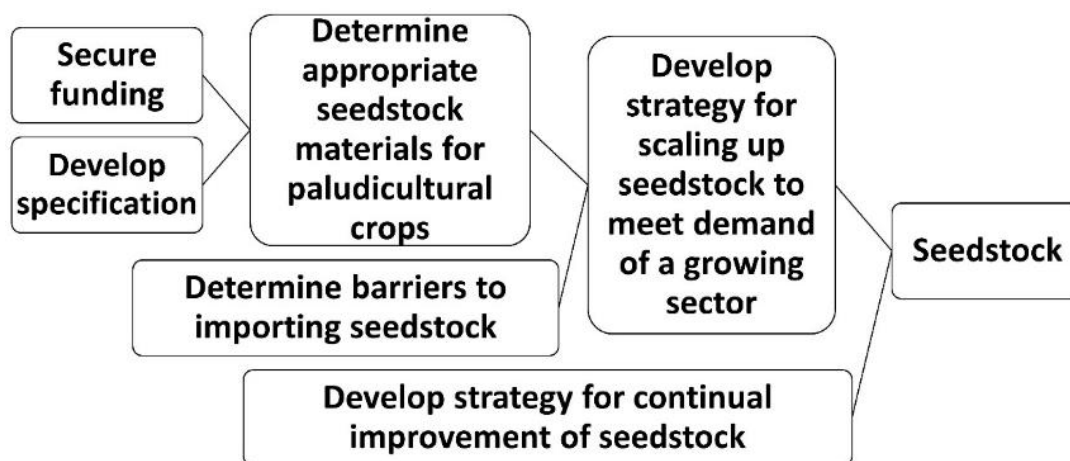 Secure
funding
Develop
specification
Determine
appropriate
seedstock
materials for
paludicultural
crops
Determine barriers to
importing seedstock
Develop
strategy for
scaling up
seedstock to
meet demand
of a growing
sector
Develop strategy for continual
improvement of seedstock
Seedstock